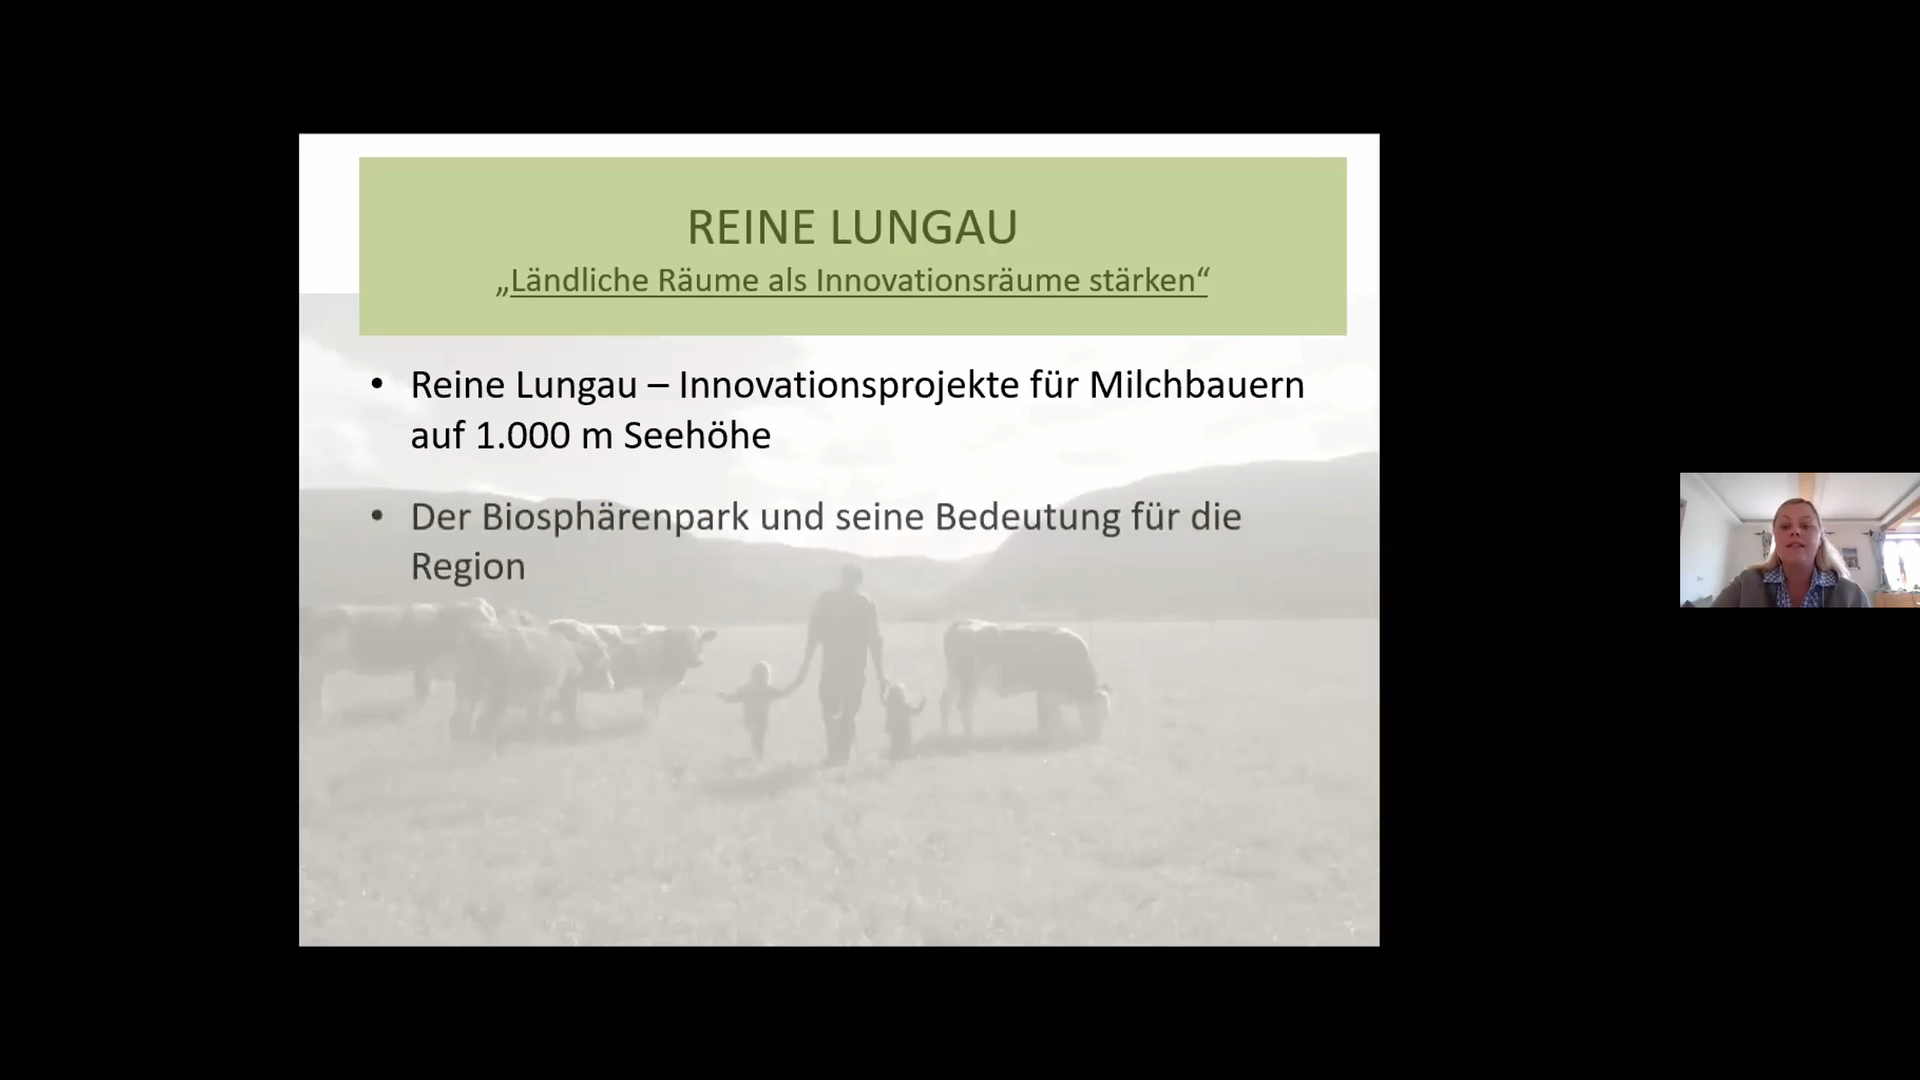 REINE LUNGAU
„Ländliche Räume als Innovationsräume stärken“
• Reine Lungau – Innovationsprojekte für Milchbauern
auf 1.000 m Seehöhe
• Der Biosphärenpark und seine Bedeutung für die
Region